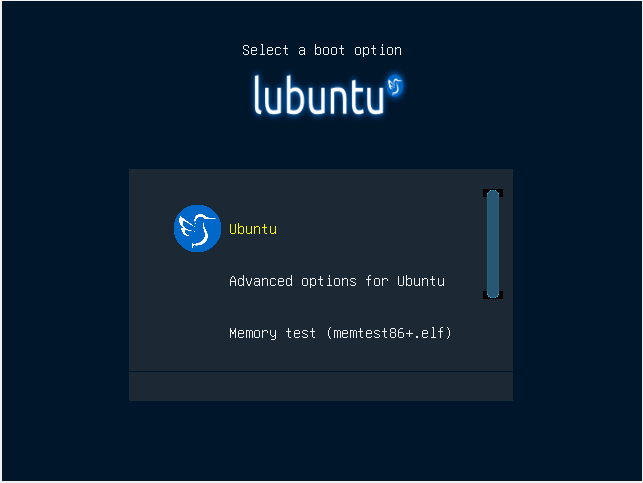 Select a boot option
lubuntu
Ubuntu
Advanced options for Ubuntu
Memory test (memtest86+.elf)